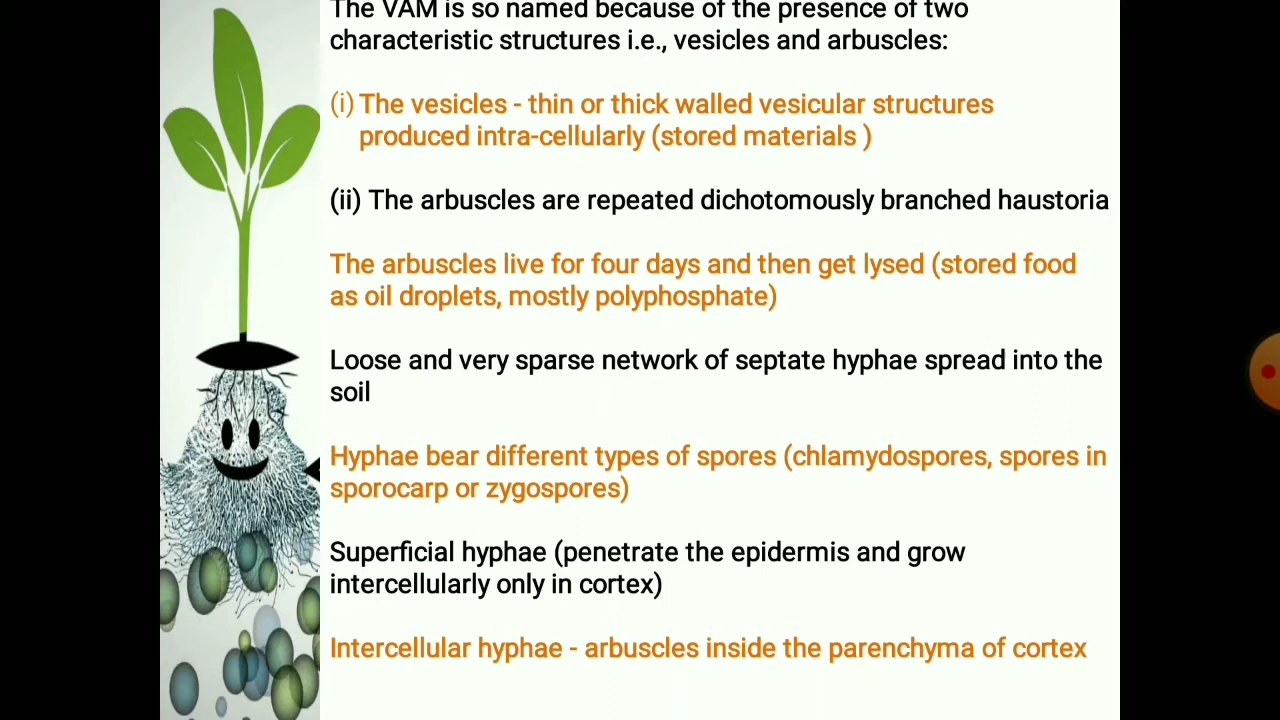 The VAM is so named because of the presence of two
characteristic structures i.e., vesicles and arbuscles:
(i) The vesicles - thin or thick walled vesicular structures
produced intra-cellularly (stored materials )
(ii) The arbuscles are repeated dichotomously branched haustoria
The arbuscles live for four days and then get lysed (stored food
as oil droplets, mostly polyphosphate)
Loose and very sparse network of septate hyphae spread into the
soil
Hyphae bear different types of spores (chlamydospores, spores in
sporocarp or zygospores)
Superficial hyphae (penetrate the epidermis and grow
intercellularly only in cortex)
Intercellular hyphae - arbuscles inside the parenchyma of cortex